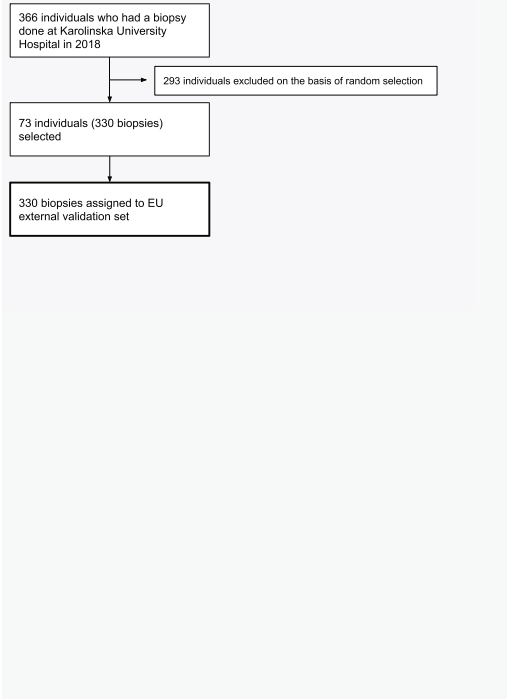 366 individuals who had a biopsy
done at Karolinska University
Hospital in 2018
293 individuals excluded on the basis of random selection
73 individuals (330 biopsies)
selected
330 biopsies assigned to EU
external validation set